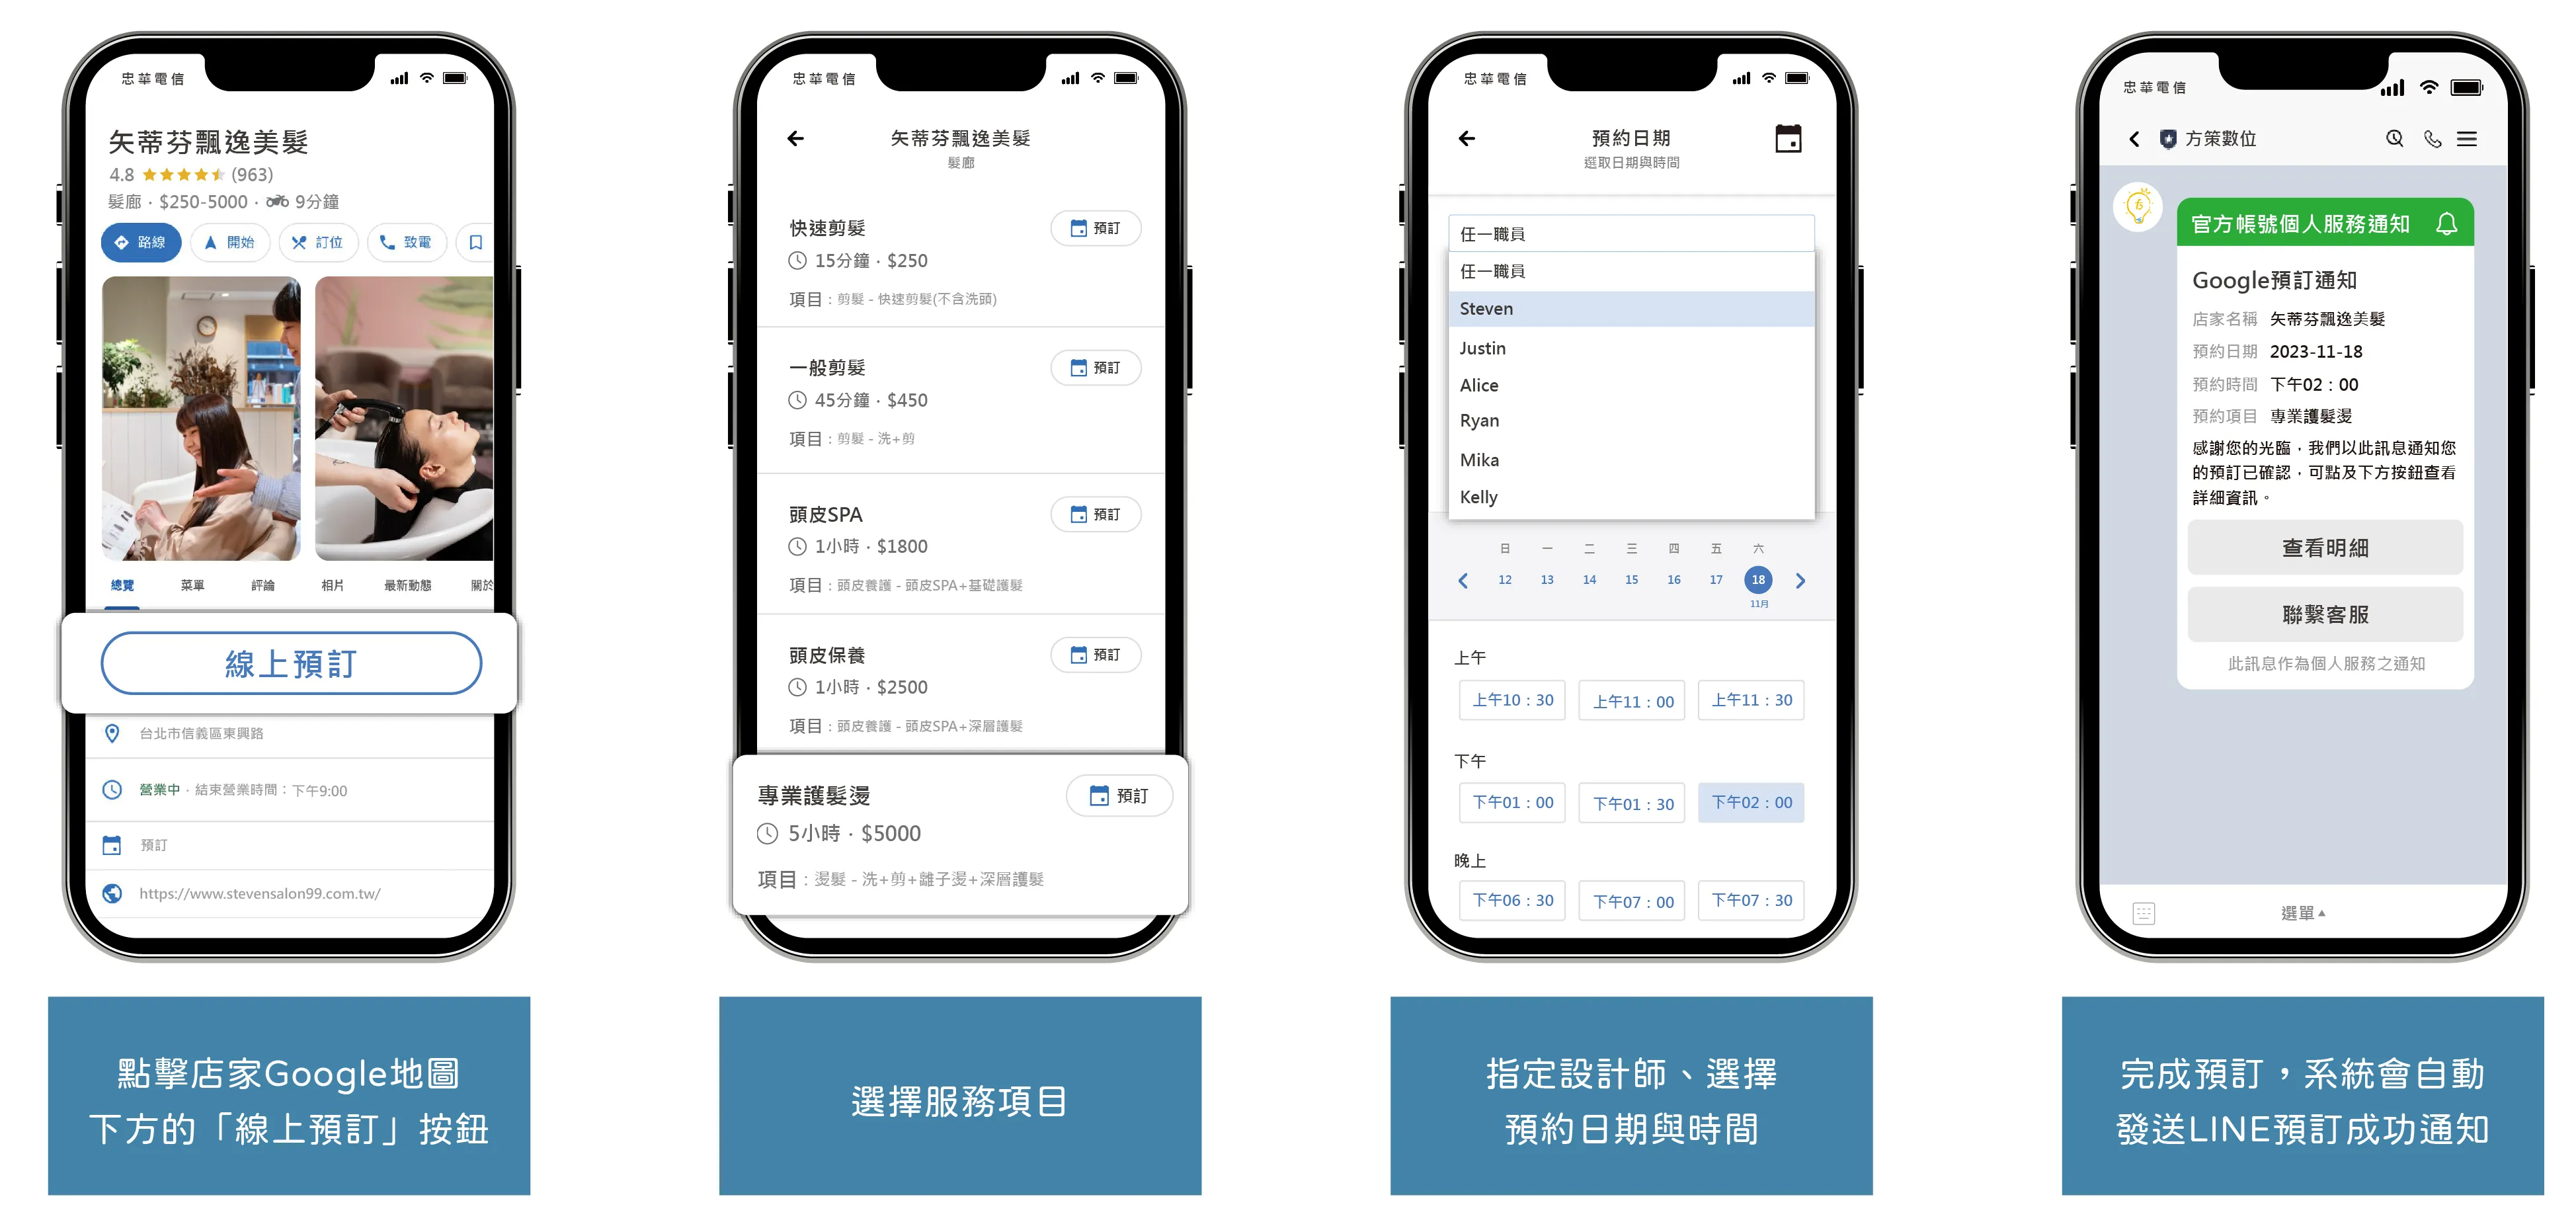 忠華電信
矢蒂芬飄逸美髮
4.8 (963)
髮廊 · $250-5000 · 9分鐘
路線 開始 訂位 致電
總覽 菜單 評論 相片 最新動態 關於
線上預訂
台北市信義區東興路
營業中 · 結束營業時間：下午9:00
預訂
https://www.stevensalon99.com.tw/
點擊店家Google地圖
下方的「線上預訂」按鈕
忠華電信
矢蒂芬飄逸美髮
髮廊
快速剪髮 預訂
15分鐘 · $250
項目：剪髮 - 快速剪髮(不含洗頭)
一般剪髮 預訂
45分鐘 · $450
項目：剪髮 - 洗+剪
頭皮SPA 預訂
1小時 · $1800
項目：頭皮養護 - 頭皮SPA+基礎護髮
頭皮保養 預訂
1小時 · $2500
項目：頭皮養護 - 頭皮SPA+深層護髮
專業護髮燙 預訂
5小時 · $5000
項目：燙髮 - 洗+剪+離子燙+深層護髮
選擇服務項目
忠華電信
預約日期
選取日期與時間
任一職員
任一職員
Steven
Justin
Alice
Ryan
Mika
Kelly
日 一 二 三 四 五 六
12 13 14 15 16 17 18
11月
上午
上午10：30 上午11：00 上午11：30
下午
下午01：00 下午01：30 下午02：00
晚上
下午06：30 下午07：00 下午07：30
指定設計師、選擇
預約日期與時間
忠華電信
方策數位
官方帳號個人服務通知
Google預訂通知
店家名稱 矢蒂芬飄逸美髮
預約日期 2023-11-18
預約時間 下午02：00
預約項目 專業護髮燙
感謝您的光臨，我們以此訊息通知您
的預訂已確認，可點及下方按鈕查看
詳細資訊。
查看明細
聯繫客服
此訊息作為個人服務之通知
選單▴
完成預訂，系統會自動
發送LINE預訂成功通知